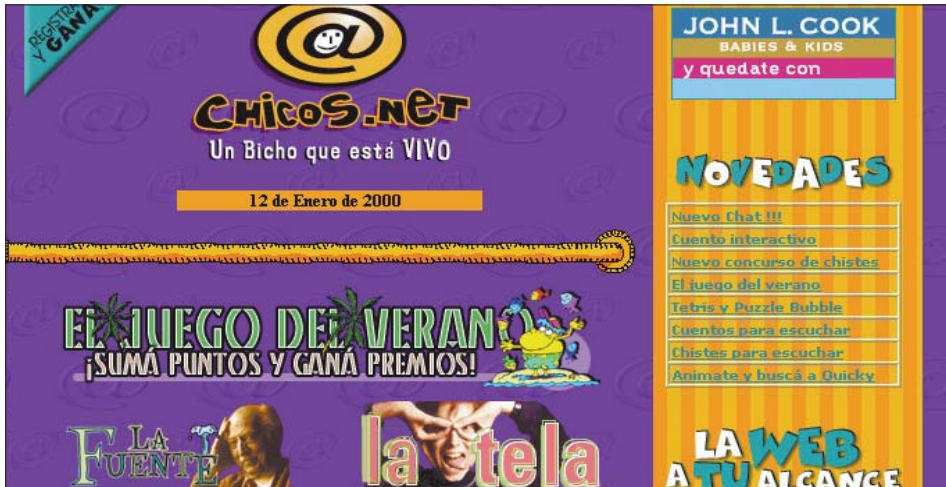 REGISTRATE
Y GANÁ
@
CHICOS.NET
Un Bicho que está VIVO
12 de Enero de 2000
EL JUEGO DEL VERANO
¡SUMÁ PUNTOS Y GANÁ PREMIOS!
LA
FUENTE
la tela
JOHN L. COOK
BABIES & KIDS
y quedate con
NOVEDADES
Nuevo Chat !!!
Cuento interactivo
Nuevo concurso de chistes
El juego del verano
Tetris y Puzzle Bubble
Cuentos para escuchar
Chistes para escuchar
Animate y buscá a Quicky
LA WEB
A TU ALCANCE